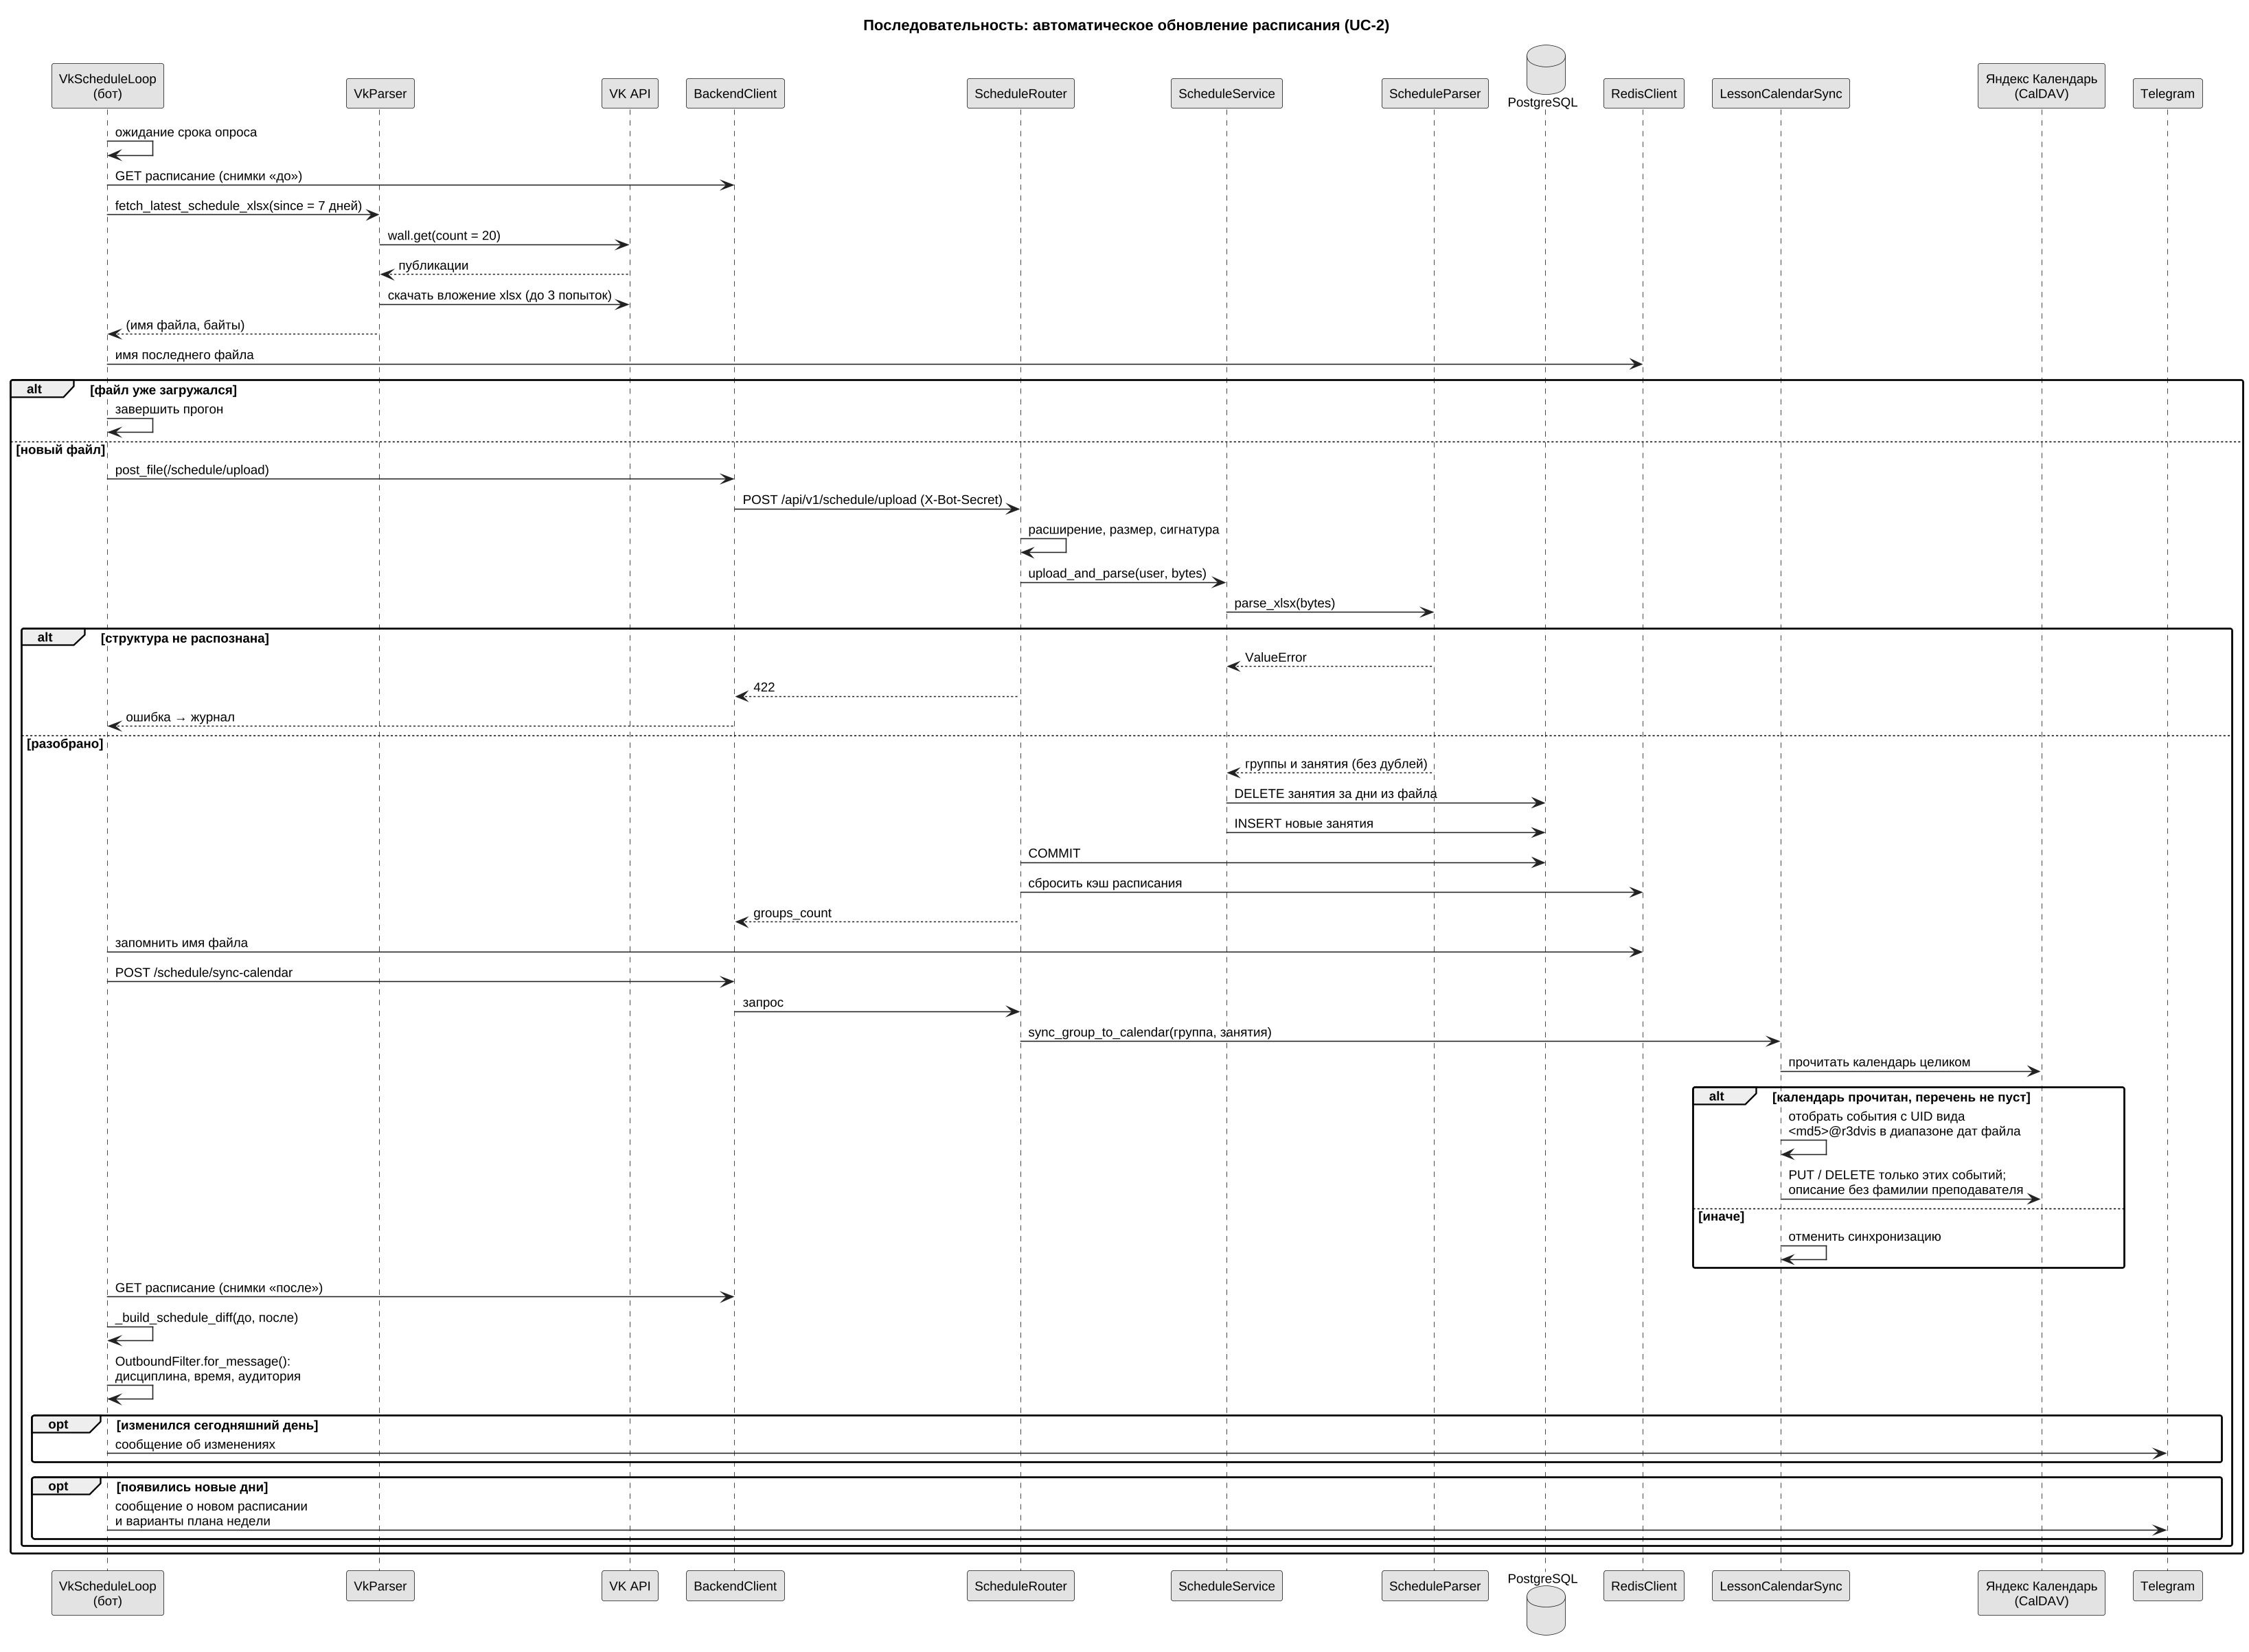 Последовательность: автоматическое обновление расписания (UC-2)
VkScheduleLoop
(бот)
VkParser
VK API
BackendClient
ScheduleRouter
ScheduleService
ScheduleParser
PostgreSQL
RedisClient
LessonCalendarSync
Яндекс Календарь
(CalDAV)
Telegram
ожидание срока опроса
GET расписание (снимки «до»)
fetch_latest_schedule_xlsx(since = 7 дней)
wall.get(count = 20)
публикации
скачать вложение xlsx (до 3 попыток)
(имя файла, байты)
имя последнего файла
alt [файл уже загружался]
завершить прогон
[новый файл]
post_file(/schedule/upload)
POST /api/v1/schedule/upload (X-Bot-Secret)
расширение, размер, сигнатура
upload_and_parse(user, bytes)
parse_xlsx(bytes)
alt [структура не распознана]
ValueError
422
ошибка → журнал
[разобрано]
группы и занятия (без дублей)
DELETE занятия за дни из файла
INSERT новые занятия
COMMIT
сбросить кэш расписания
groups_count
запомнить имя файла
POST /schedule/sync-calendar
запрос
sync_group_to_calendar(группа, занятия)
прочитать календарь целиком
alt [календарь прочитан, перечень не пуст]
отобрать события с UID вида
<md5>@r3dvis в диапазоне дат файла
PUT / DELETE только этих событий;
описание без фамилии преподавателя
[иначе]
отменить синхронизацию
GET расписание (снимки «после»)
_build_schedule_diff(до, после)
OutboundFilter.for_message():
дисциплина, время, аудитория
opt [изменился сегодняшний день]
сообщение об изменениях
opt [появились новые дни]
сообщение о новом расписании
и варианты плана недели
VkScheduleLoop
(бот)
VkParser
VK API
BackendClient
ScheduleRouter
ScheduleService
ScheduleParser
PostgreSQL
RedisClient
LessonCalendarSync
Яндекс Календарь
(CalDAV)
Telegram